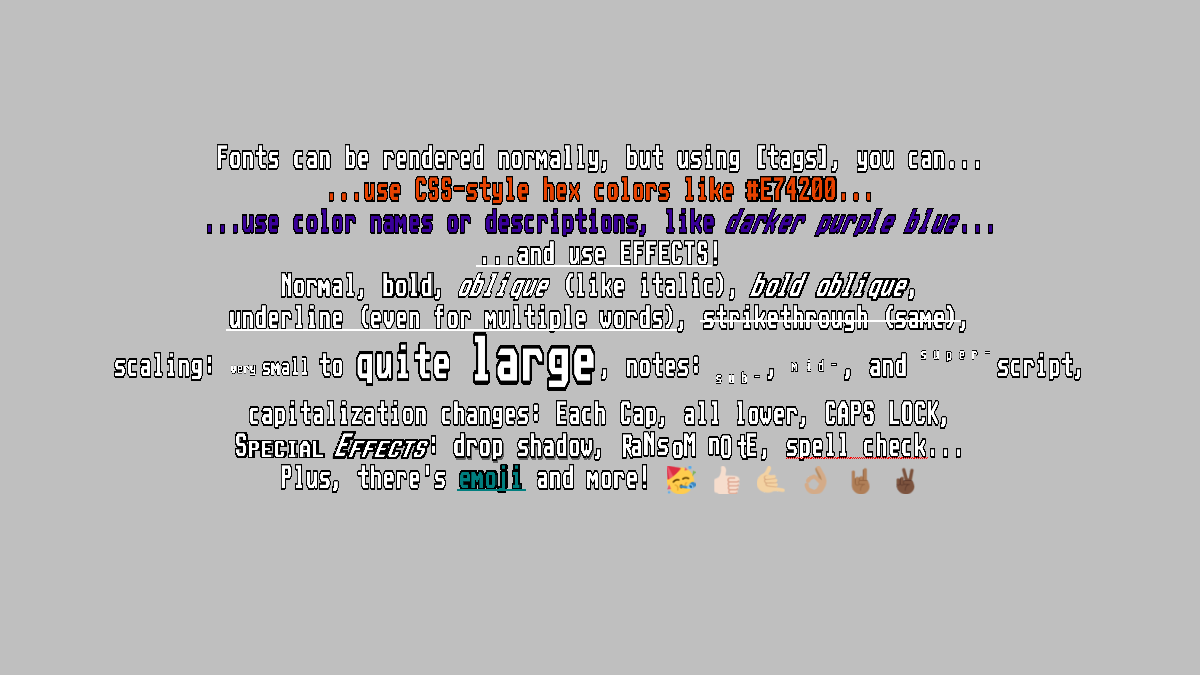 Fonts can be rendered normally, but using [tags], you can...
...use CSS-style hex colors like #E74200...
...use color names or descriptions, like darker purple blue...
...and use EFFECTS!
Normal, bold, oblique (like italic), bold oblique,
underline (even for multiple words), strikethrough (same),
scaling: very small to quite large, notes: sub-, mid-, and super-script,
capitalization changes: Each Cap, all lower, CAPS LOCK,
Special Effects: drop shadow, RaNsoM nOtE, spell check...
Plus, there's emoji and more! 🥳 👍🏻 🤙🏼 👌🏽 🤘🏾 ✌🏿